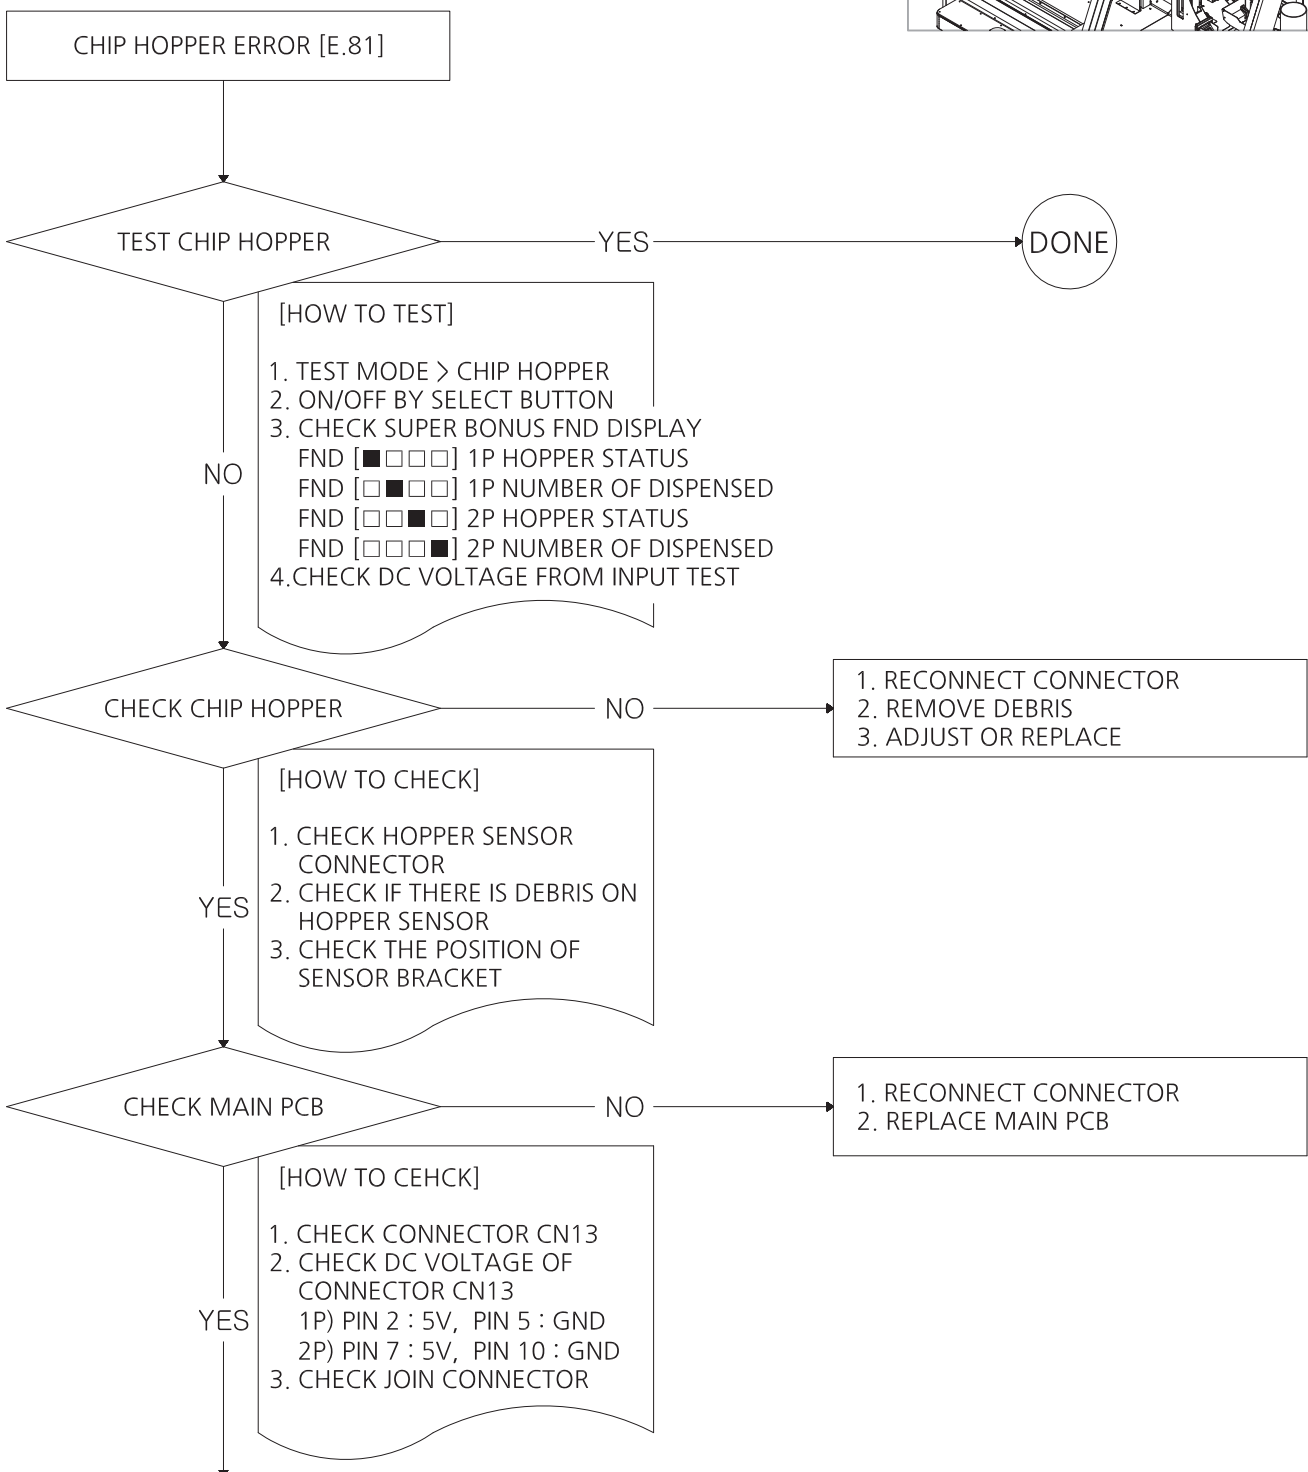 CHIP HOPPER ERROR [E.81]
TEST CHIP HOPPER
YES
DONE
[HOW TO TEST]
1. TEST MODE > CHIP HOPPER
2. ON/OFF BY SELECT BUTTON
3. CHECK SUPER BONUS FND DISPLAY
FND [■□□□] 1P HOPPER STATUS
FND [□■□□] 1P NUMBER OF DISPENSED
FND [□□■□] 2P HOPPER STATUS
FND [□□□■] 2P NUMBER OF DISPENSED
4.CHECK DC VOLTAGE FROM INPUT TEST
NO
CHECK CHIP HOPPER
NO
1. RECONNECT CONNECTOR
2. REMOVE DEBRIS
3. ADJUST OR REPLACE
[HOW TO CHECK]
1. CHECK HOPPER SENSOR
CONNECTOR
2. CHECK IF THERE IS DEBRIS ON
HOPPER SENSOR
3. CHECK THE POSITION OF
SENSOR BRACKET
YES
CHECK MAIN PCB
NO
1. RECONNECT CONNECTOR
2. REPLACE MAIN PCB
[HOW TO CEHCK]
1. CHECK CONNECTOR CN13
2. CHECK DC VOLTAGE OF
CONNECTOR CN13
1P) PIN 2 : 5V, PIN 5 : GND
2P) PIN 7 : 5V, PIN 10 : GND
3. CHECK JOIN CONNECTOR
YES